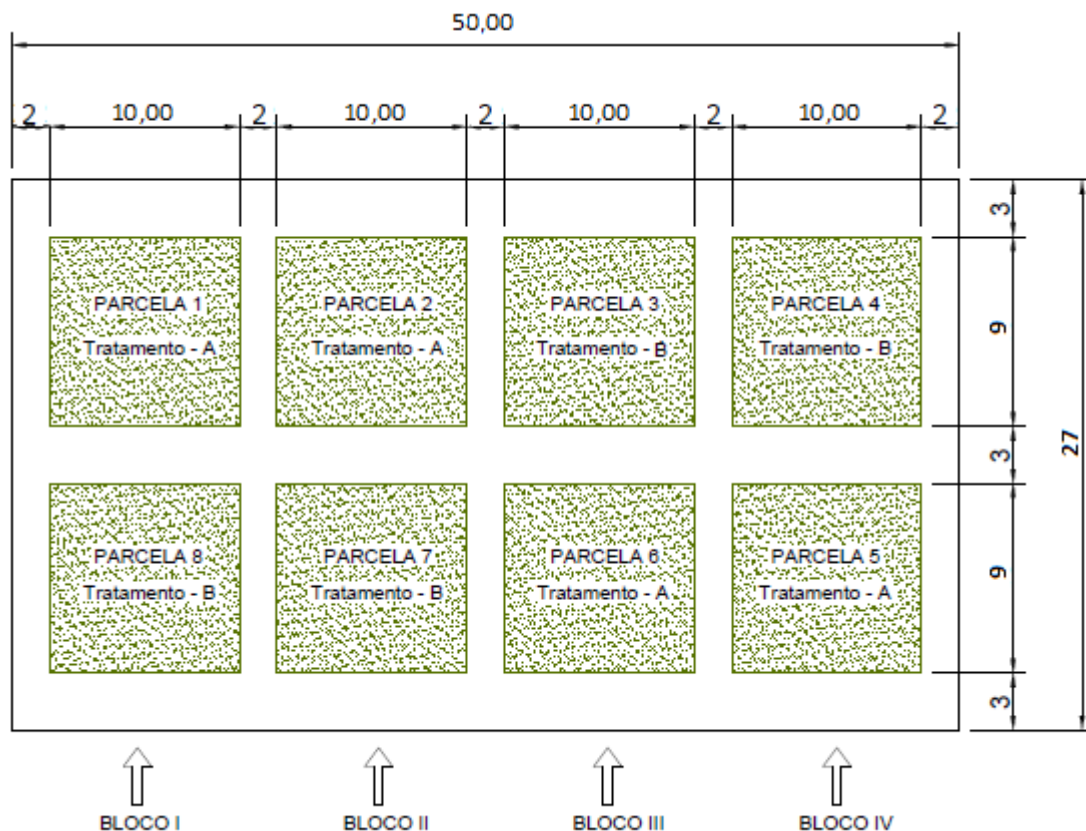 50,00
2 10,00 2 10,00 2 10,00 2 10,00 2
3
PARCELA 1 PARCELA 2 PARCELA 3 PARCELA 4
Tratamento - A Tratamento - A Tratamento - B Tratamento - B
9
3
27
PARCELA 8 PARCELA 7 PARCELA 6 PARCELA 5
Tratamento - B Tratamento - B Tratamento - A Tratamento - A
9
3
BLOCO I BLOCO II BLOCO III BLOCO IV